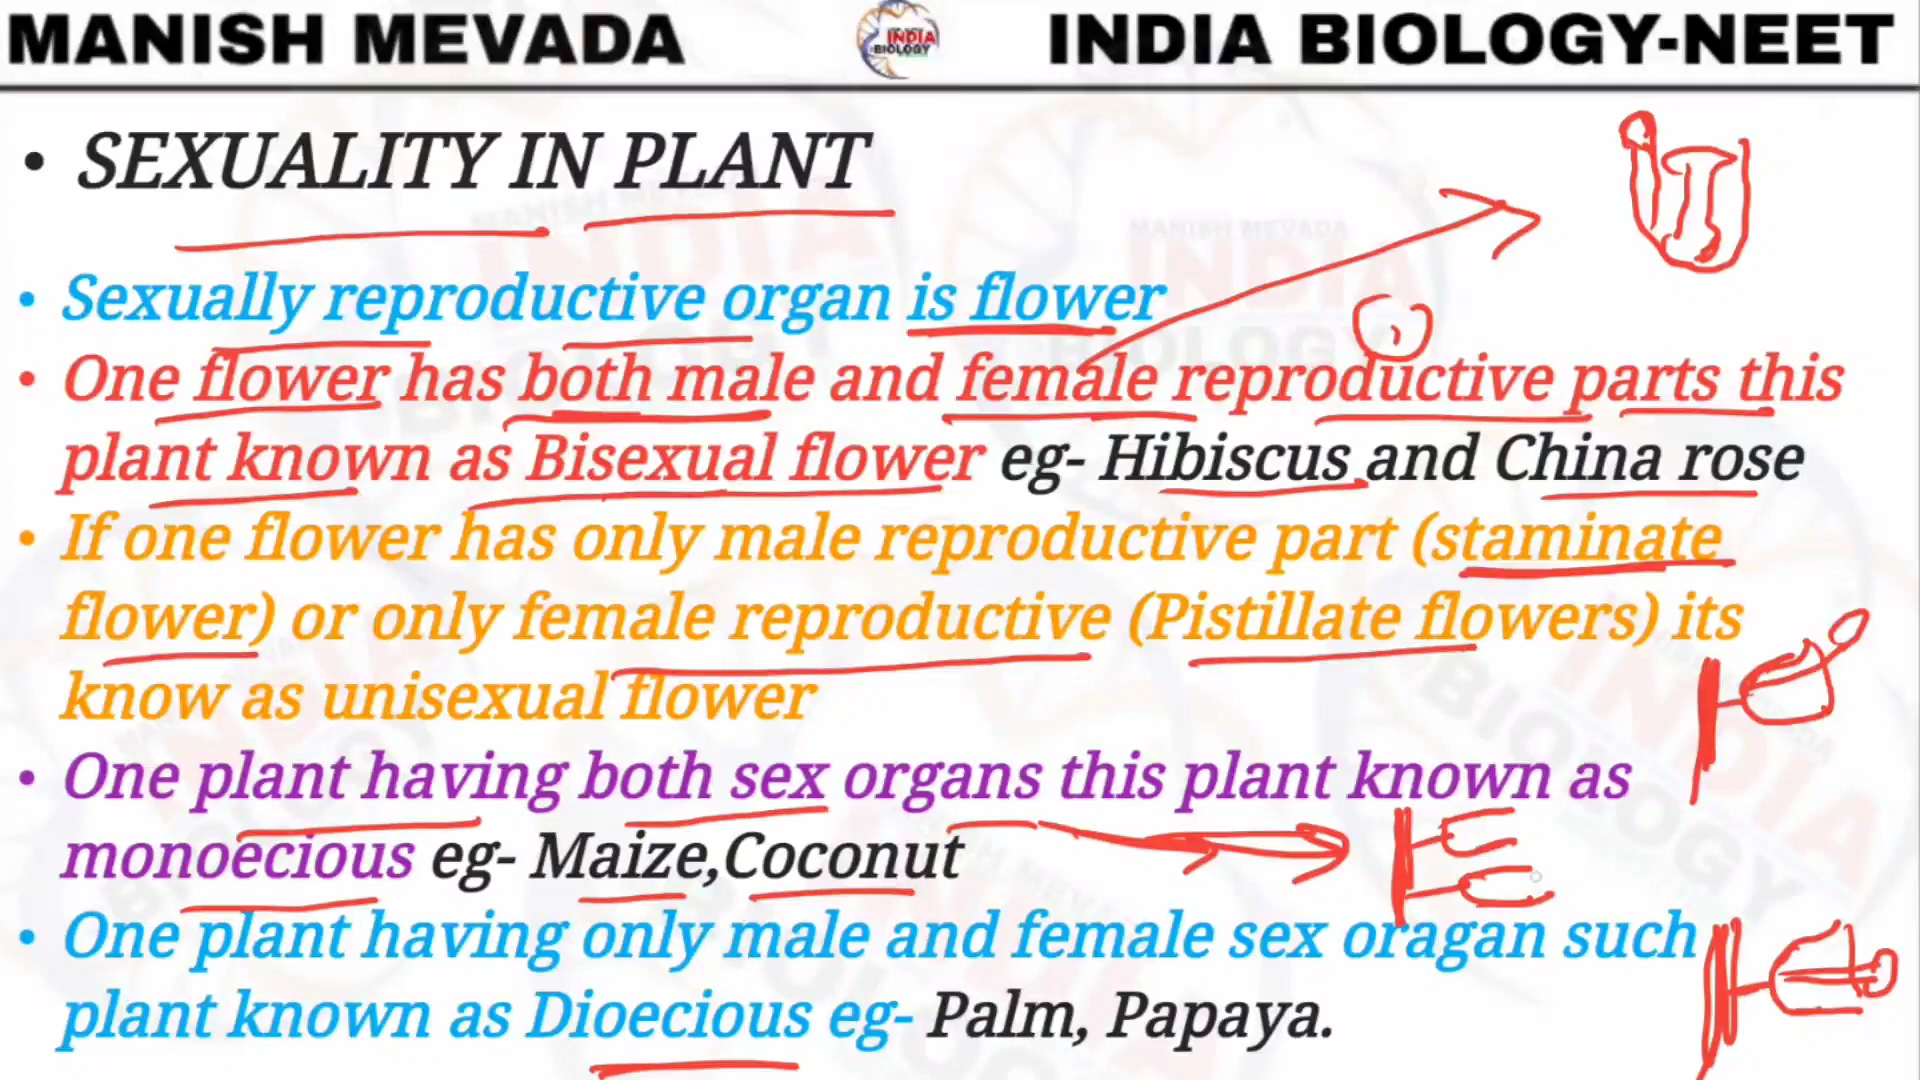 MANISH MEVADA INDIA BIOLOGY INDIA BIOLOGY-NEET
• SEXUALITY IN PLANT
• Sexually reproductive organ is flower
• One flower has both male and female reproductive parts this
plant known as Bisexual flower eg- Hibiscus and China rose
• If one flower has only male reproductive part (staminate
flower) or only female reproductive (Pistillate flowers) its
know as unisexual flower
• One plant having both sex organs this plant known as
monoecious eg- Maize,Coconut
• One plant having only male and female sex oragan such
plant known as Dioecious eg- Palm, Papaya.